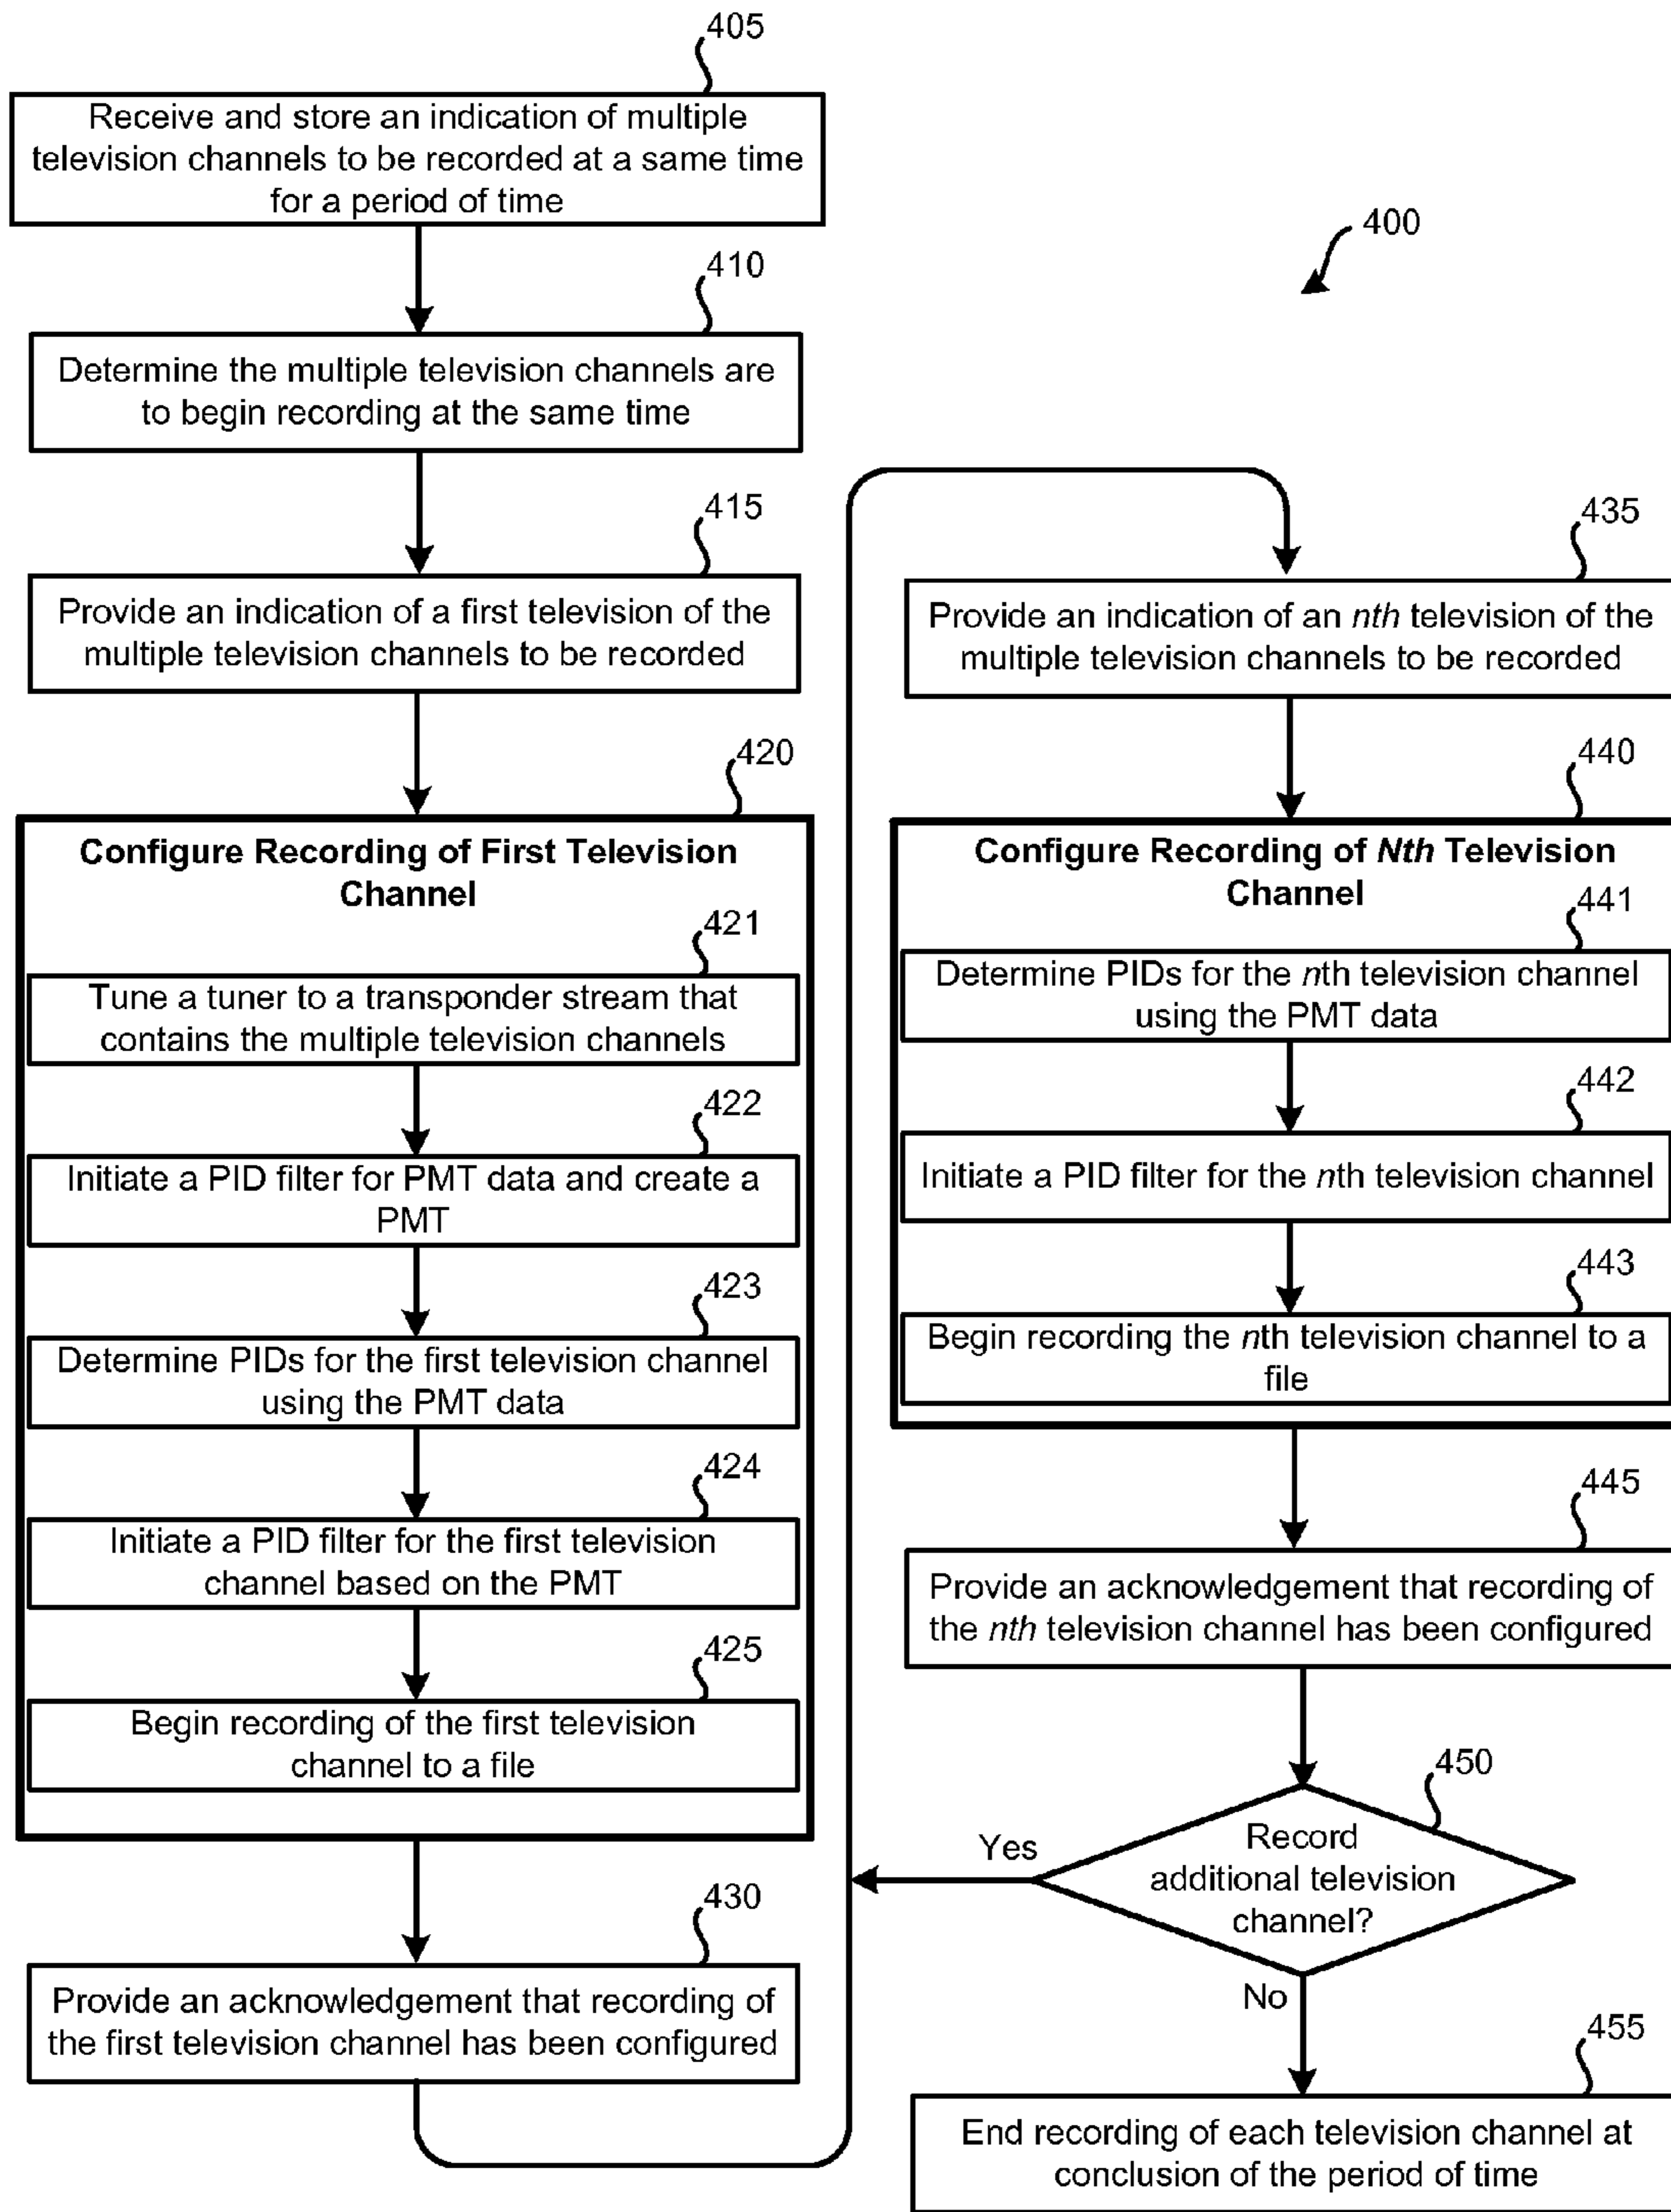 405
Receive and store an indication of multiple
television channels to be recorded at a same time
for a period of time
410
Determine the multiple television channels are
to begin recording at the same time
415
Provide an indication of a first television of the
multiple television channels to be recorded
420
Configure Recording of First Television
Channel
421
Tune a tuner to a transponder stream that
contains the multiple television channels
422
Initiate a PID filter for PMT data and create a
PMT
423
Determine PIDs for the first television channel
using the PMT data
424
Initiate a PID filter for the first television
channel based on the PMT
425
Begin recording of the first television
channel to a file
430
Provide an acknowledgement that recording of
the first television channel has been configured
400
435
Provide an indication of an nth television of the
multiple television channels to be recorded
440
Configure Recording of Nth Television
Channel
441
Determine PIDs for the nth television channel
using the PMT data
442
Initiate a PID filter for the nth television channel
443
Begin recording the nth television channel to a
file
445
Provide an acknowledgement that recording of
the nth television channel has been configured
450
Record
additional television
channel?
Yes
No
455
End recording of each television channel at
conclusion of the period of time